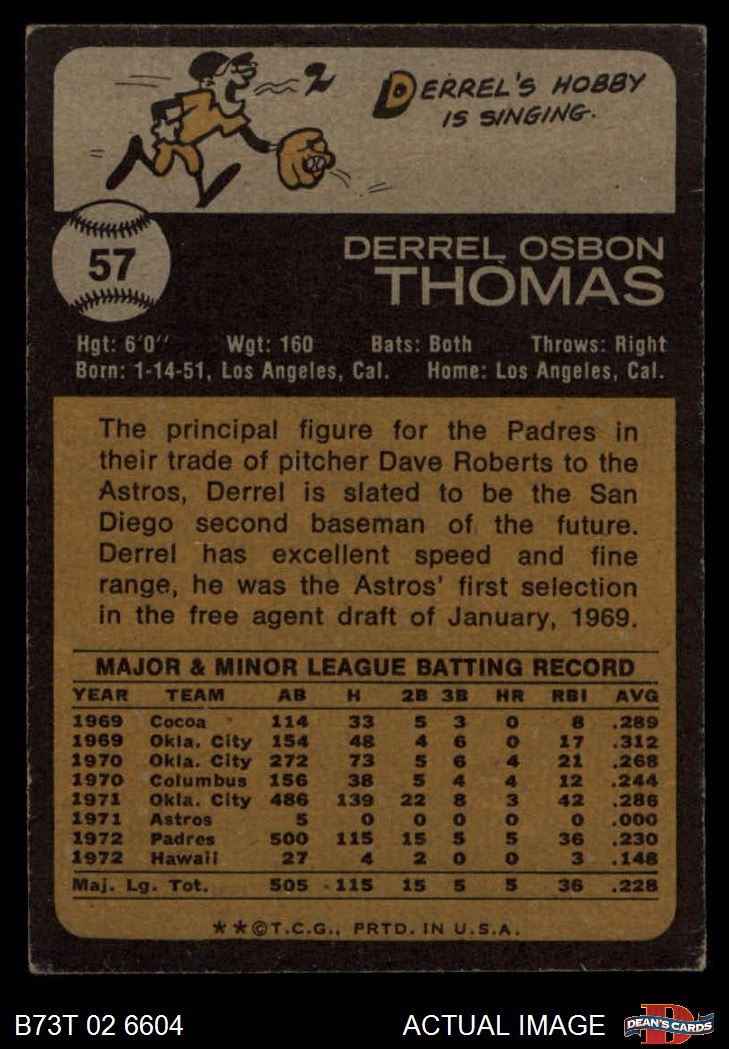 DERREL'S HOBBY
IS SINGING.
57
DERREL OSBON
THOMAS
Hgt: 6'0" Wgt: 160 Bats: Both Throws: Right
Born: 1-14-51, Los Angeles, Cal. Home: Los Angeles, Cal.
The principal figure for the Padres in
their trade of pitcher Dave Roberts to the
Astros, Derrel is slated to be the San
Diego second baseman of the future.
Derrel has excellent speed and fine
range, he was the Astros' first selection
in the free agent draft of January, 1969.
MAJOR & MINOR LEAGUE BATTING RECORD
YEAR TEAM AB H 2B 3B HR RBI AVG
1969 Cocoa 114 33 5 3 0 8 .289
1969 Okla. City 154 48 4 6 0 17 .312
1970 Okla. City 272 73 5 6 4 21 .268
1970 Columbus 156 38 5 4 4 12 .244
1971 Okla. City 486 139 22 8 3 42 .286
1971 Astros 5 0 0 0 0 0 .000
1972 Padres 500 115 15 5 5 36 .230
1972 Hawaii 27 4 2 0 0 3 .148
Maj. Lg. Tot. 505 115 15 5 5 36 .228
**©T.C.G., PRTD. IN U.S.A.
B73T 02 6604 ACTUAL IMAGE
D
DEAN'S CARDS